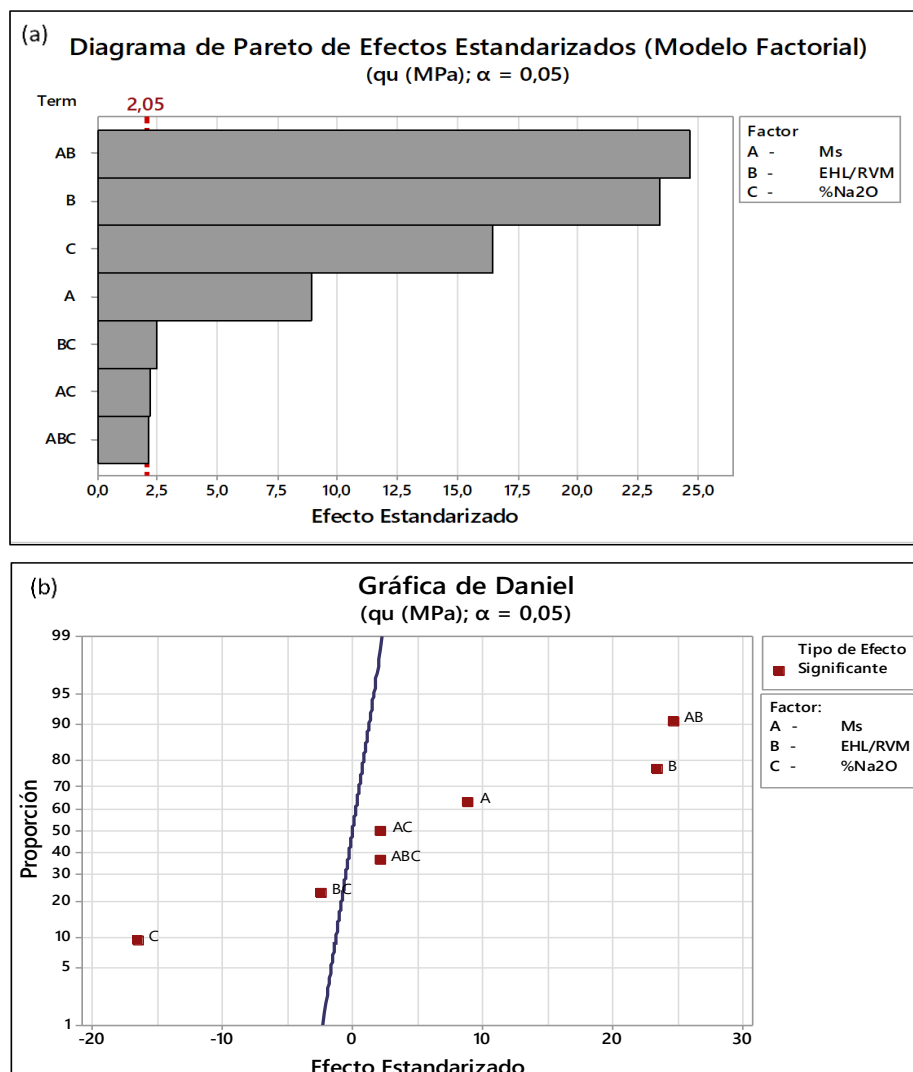 (a)
Diagrama de Pareto de Efectos Estandarizados (Modelo Factorial)
(qu (MPa); α = 0,05)
Term
2,05
AB
B
C
A
BC
AC
ABC
0,0 2,5 5,0 7,5 10,0 12,5 15,0 17,5 20,0 22,5 25,0
Efecto Estandarizado
Factor
A - Ms
B - EHL/RVM
C - %Na2O
(b)
Gráfica de Daniel
(qu (MPa); α = 0,05)
99
95
90
80
70
60
50
40
30
20
10
5
1
Proporción
AB
B
A
AC
ABC
BC
C
-20 -10 0 10 20 30
Efecto Estandarizado
Tipo de Efecto
Significante
Factor:
A - Ms
B - EHL/RVM
C - %Na2O